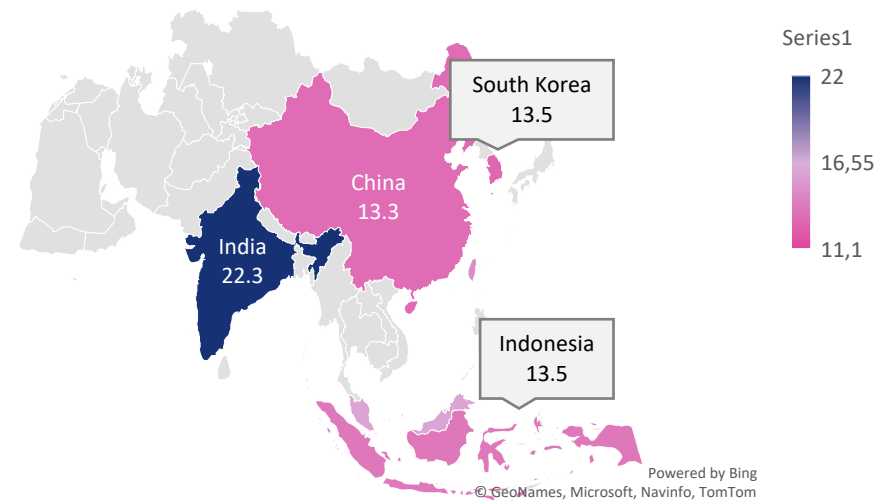 Series1
22
16,55
11,1
South Korea
13.5
China
13.3
India
22.3
Indonesia
13.5
Powered by Bing
© GeoNames, Microsoft, Navinfo, TomTom